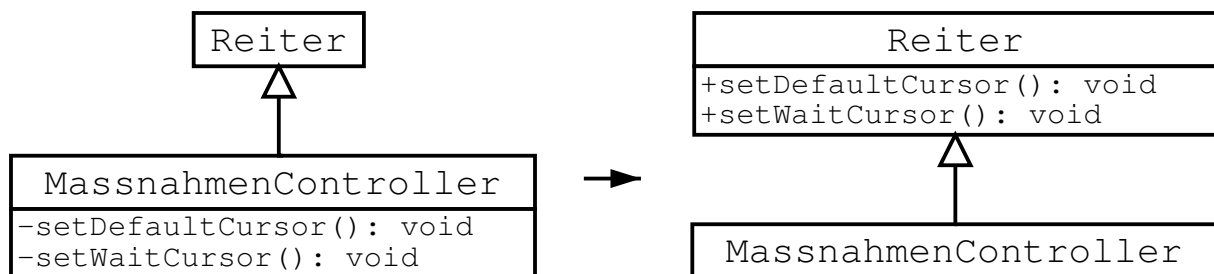 Reiter
MassnahmenController
-setDefaultCursor(): void
-setWaitCursor(): void
Reiter
+setDefaultCursor(): void
+setWaitCursor(): void
MassnahmenController